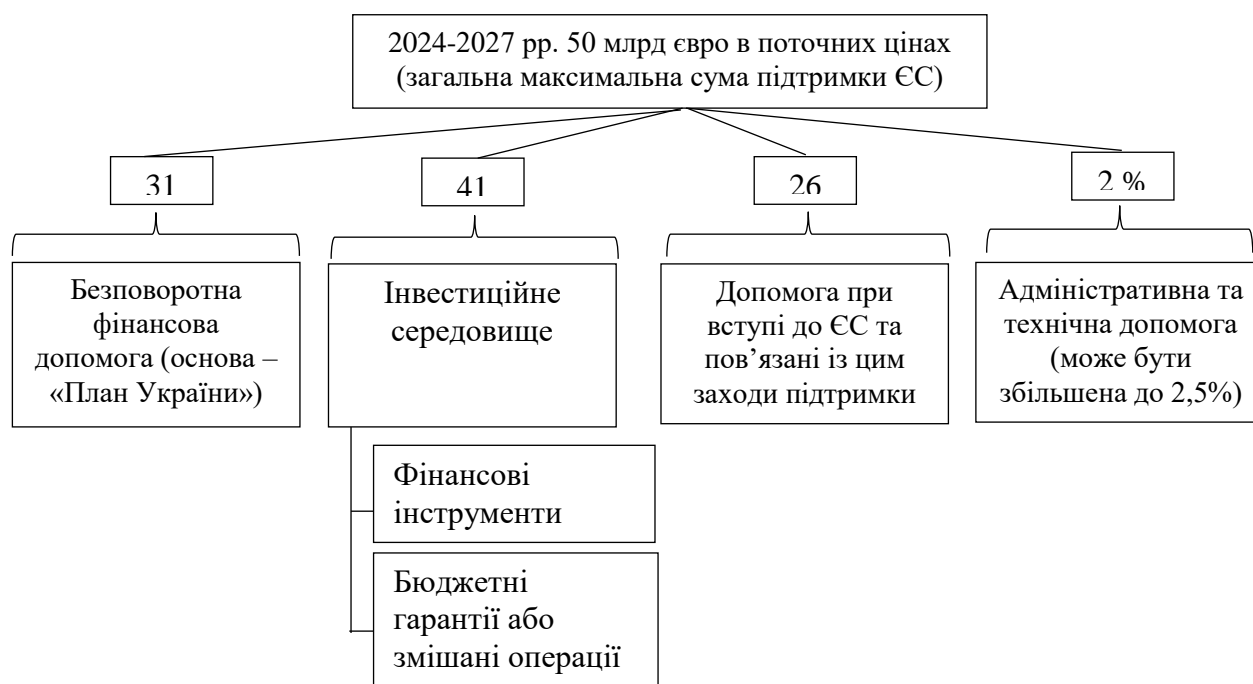 2024-2027 рр. 50 млрд євро в поточних цінах
(загальна максимальна сума підтримки ЄС)
31
41
26
2 %
Безповоротна
фінансова
допомога (основа –
«План України»)
Інвестиційне
середовище
Допомога при
вступі до ЄС та
пов’язані із цим
заходи підтримки
Адміністративна та
технічна допомога
(може бути
збільшена до 2,5%)
Фінансові
інструменти
Бюджетні
гарантії або
змішані операції